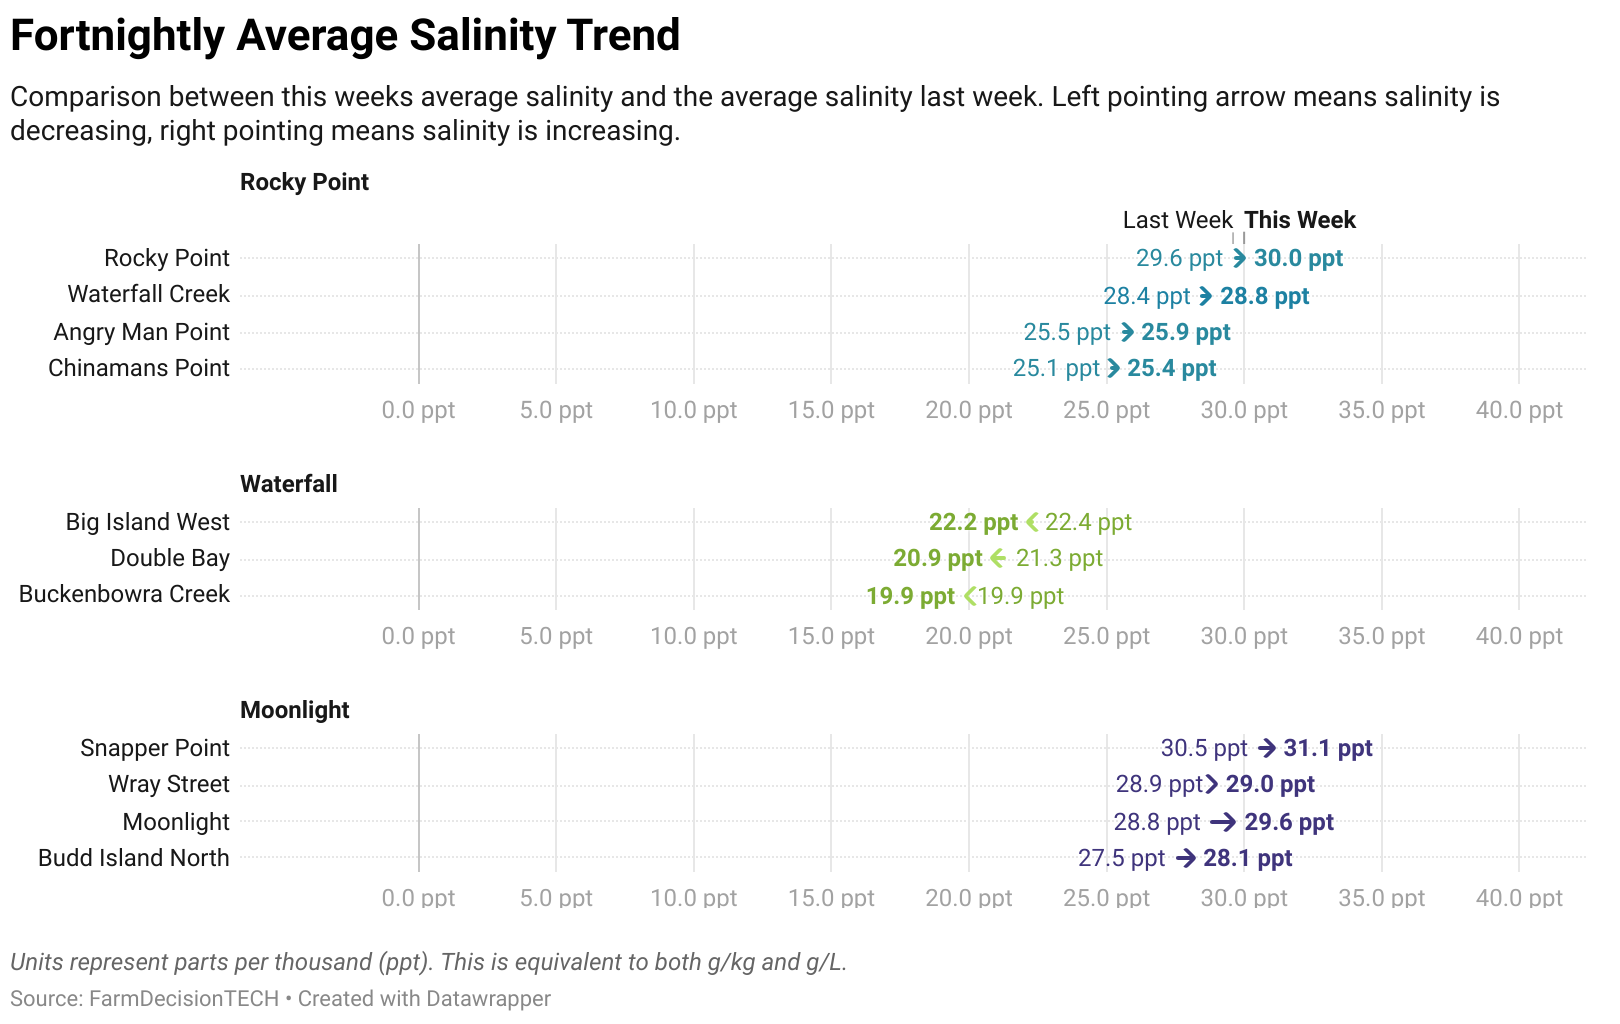 Fortnightly Average Salinity Trend
Comparison between this weeks average salinity and the average salinity last week. Left pointing arrow means salinity is
decreasing, right pointing means salinity is increasing.
Rocky Point
Last Week This Week
Rocky Point 29.6 ppt 30.0 ppt
Waterfall Creek 28.4 ppt 28.8 ppt
Angry Man Point 25.5 ppt 25.9 ppt
Chinamans Point 25.1 ppt 25.4 ppt
0.0 ppt 5.0 ppt 10.0 ppt 15.0 ppt 20.0 ppt 25.0 ppt 30.0 ppt 35.0 ppt 40.0 ppt
Waterfall
Big Island West 22.2 ppt 22.4 ppt
Double Bay 20.9 ppt 21.3 ppt
Buckenbowra Creek 19.9 ppt 19.9 ppt
0.0 ppt 5.0 ppt 10.0 ppt 15.0 ppt 20.0 ppt 25.0 ppt 30.0 ppt 35.0 ppt 40.0 ppt
Moonlight
Snapper Point 30.5 ppt 31.1 ppt
Wray Street 28.9 ppt 29.0 ppt
Moonlight 28.8 ppt 29.6 ppt
Budd Island North 27.5 ppt 28.1 ppt
0.0 ppt 5.0 ppt 10.0 ppt 15.0 ppt 20.0 ppt 25.0 ppt 30.0 ppt 35.0 ppt 40.0 ppt
Units represent parts per thousand (ppt). This is equivalent to both g/kg and g/L.
Source: FarmDecisionTECH • Created with Datawrapper